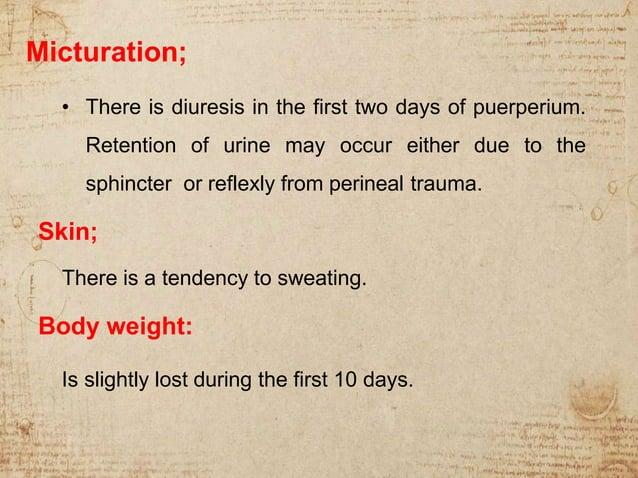 Micturation;
• There is diuresis in the first two days of puerperium.
Retention of urine may occur either due to the
sphincter or reflexly from perineal trauma.
Skin;
There is a tendency to sweating.
Body weight:
Is slightly lost during the first 10 days.